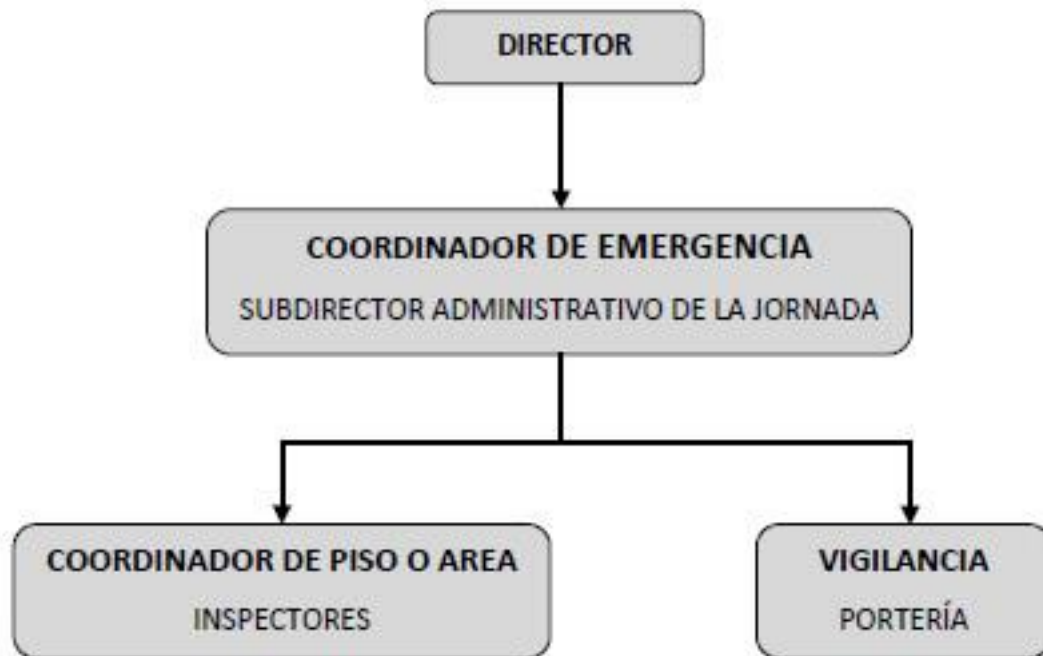 DIRECTOR
COORDINADOR DE EMERGENCIA
SUBDIRECTOR ADMINISTRATIVO DE LA JORNADA
COORDINADOR DE PISO O AREA
INSPECTORES
VIGILANCIA
PORTERÍA